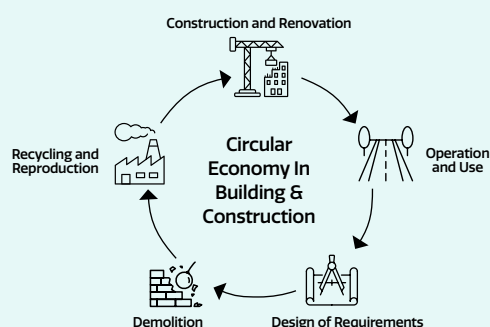 Construction and Renovation
Circular
Economy In
Building &
Construction
Operation
and Use
Design of Requirements
Demolition
Recycling and
Reproduction